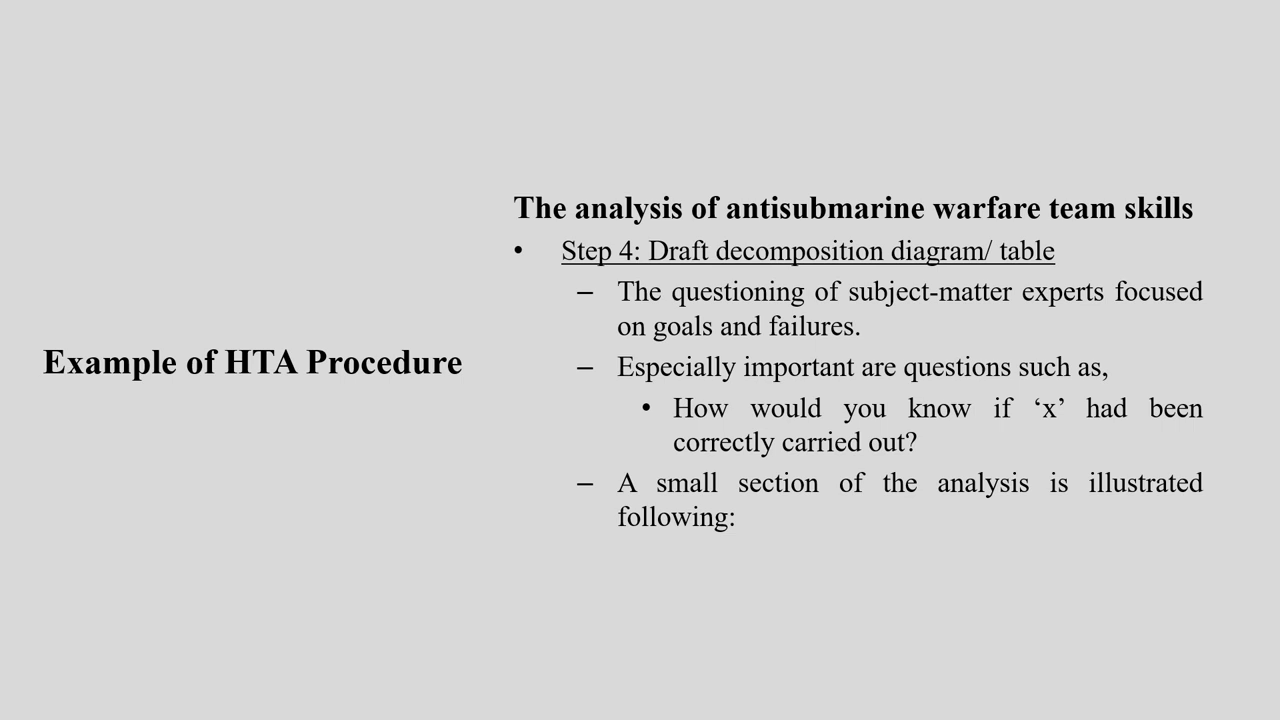 Example of HTA Procedure
The analysis of antisubmarine warfare team skills
• Step 4: Draft decomposition diagram/ table
– The questioning of subject-matter experts focused
on goals and failures.
– Especially important are questions such as,
• How would you know if ‘x’ had been
correctly carried out?
– A small section of the analysis is illustrated
following: